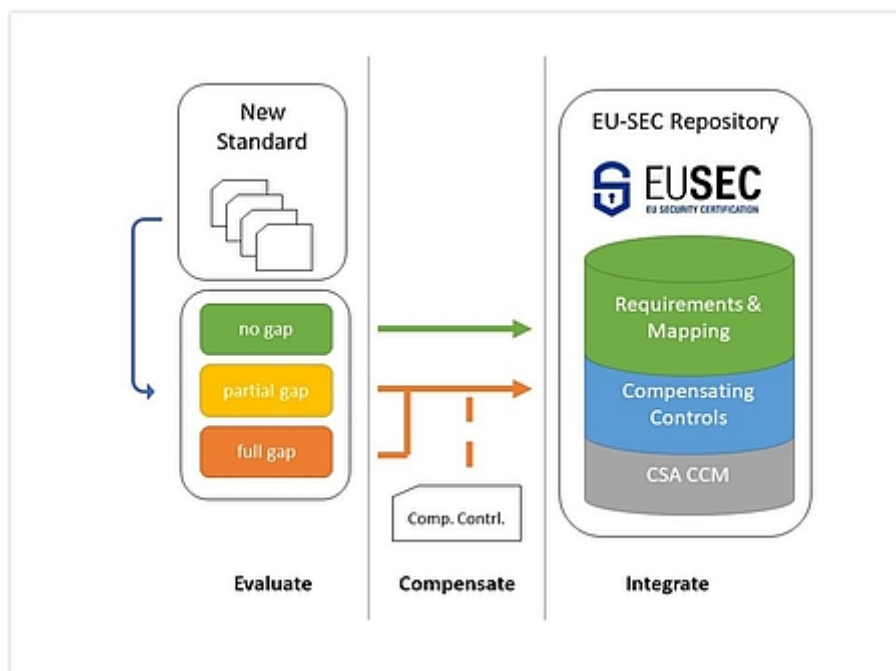 New
Standard
no gap
partial gap
full gap
Evaluate
Comp. Contrl.
Compensate
EU-SEC Repository
EUSEC
EU SECURITY CERTIFICATION
Requirements &
Mapping
Compensating
Controls
CSA CCM
Integrate